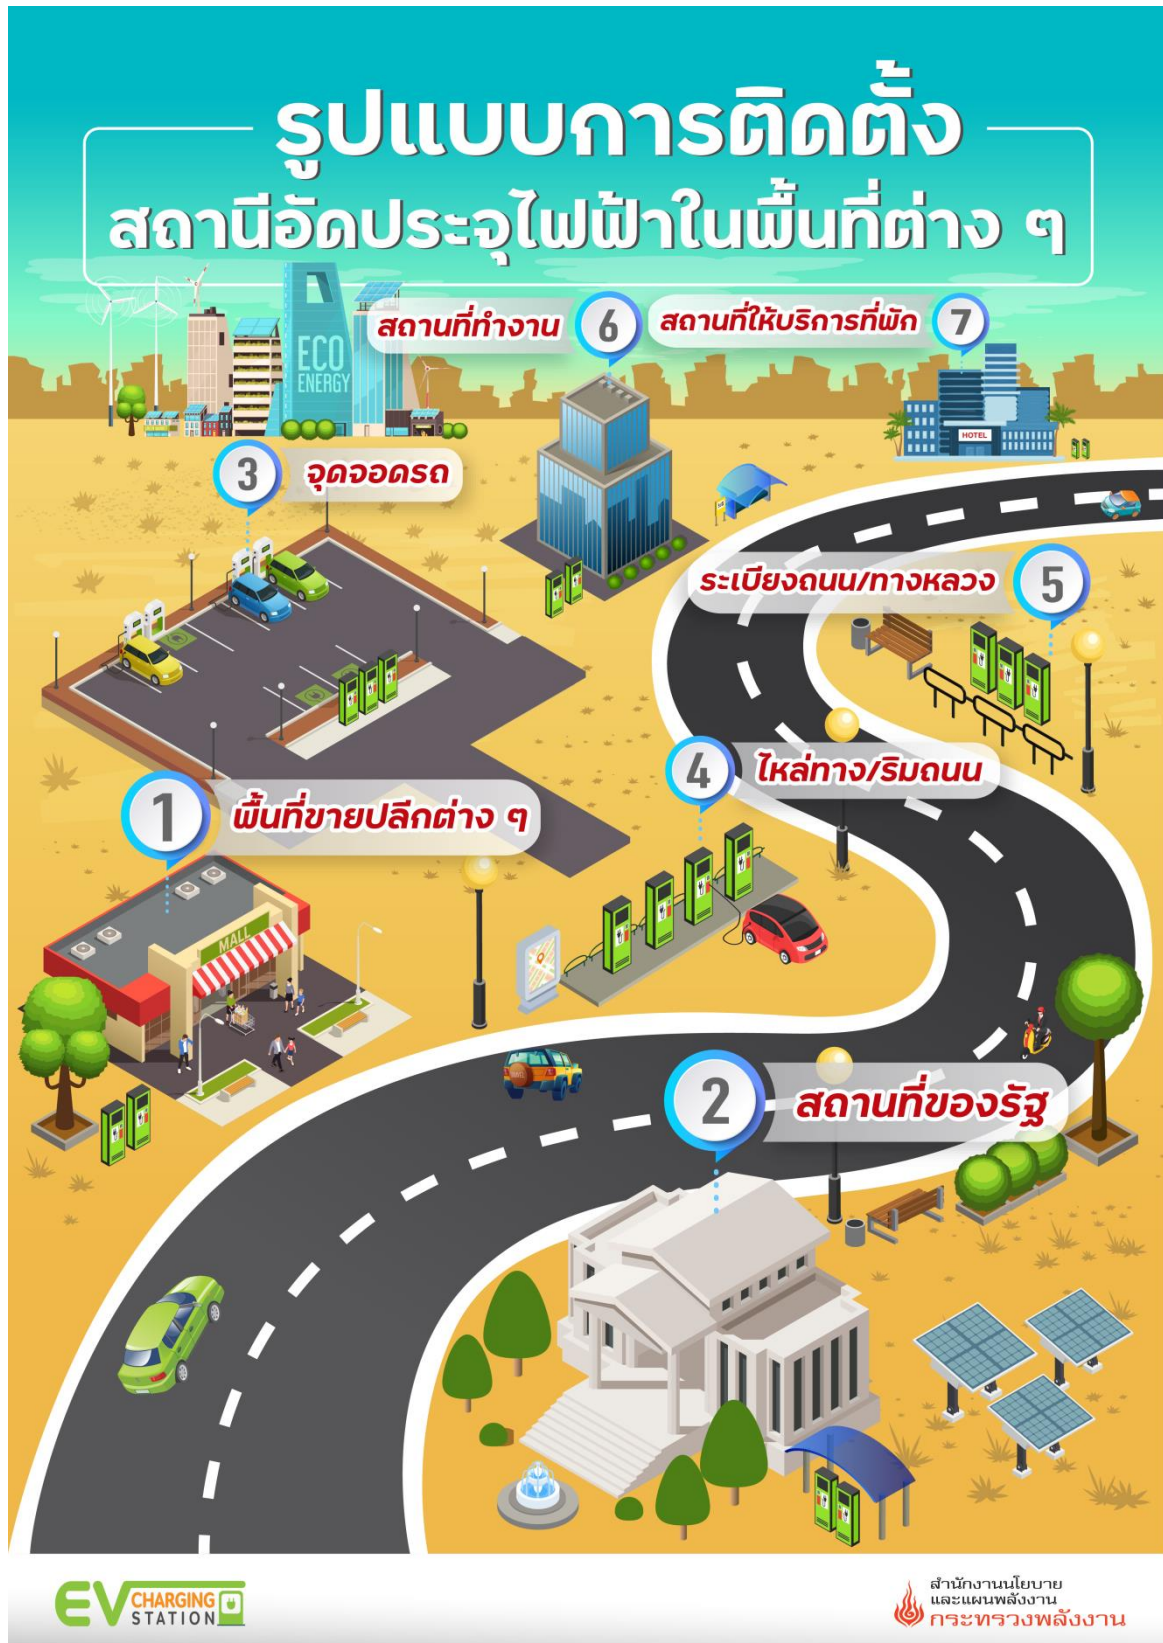 รูปแบบการติดตั้ง
สถานีอัดประจุไฟฟ้าในพื้นที่ต่าง ๆ
สถานที่ทำงาน 6
สถานที่ให้บริการที่พัก 7
ECO
ENERGY
HOTEL
3 จุดจอดรถ
ระเบียงถนน/ทางหลวง 5
4 ไหล่ทาง/ริมถนน
1 พื้นที่ขายปลีกต่าง ๆ
MALL
2 สถานที่ของรัฐ
EV CHARGING
STATION
สำนักงานนโยบาย
และแผนพลังงาน
กระทรวงพลังงาน